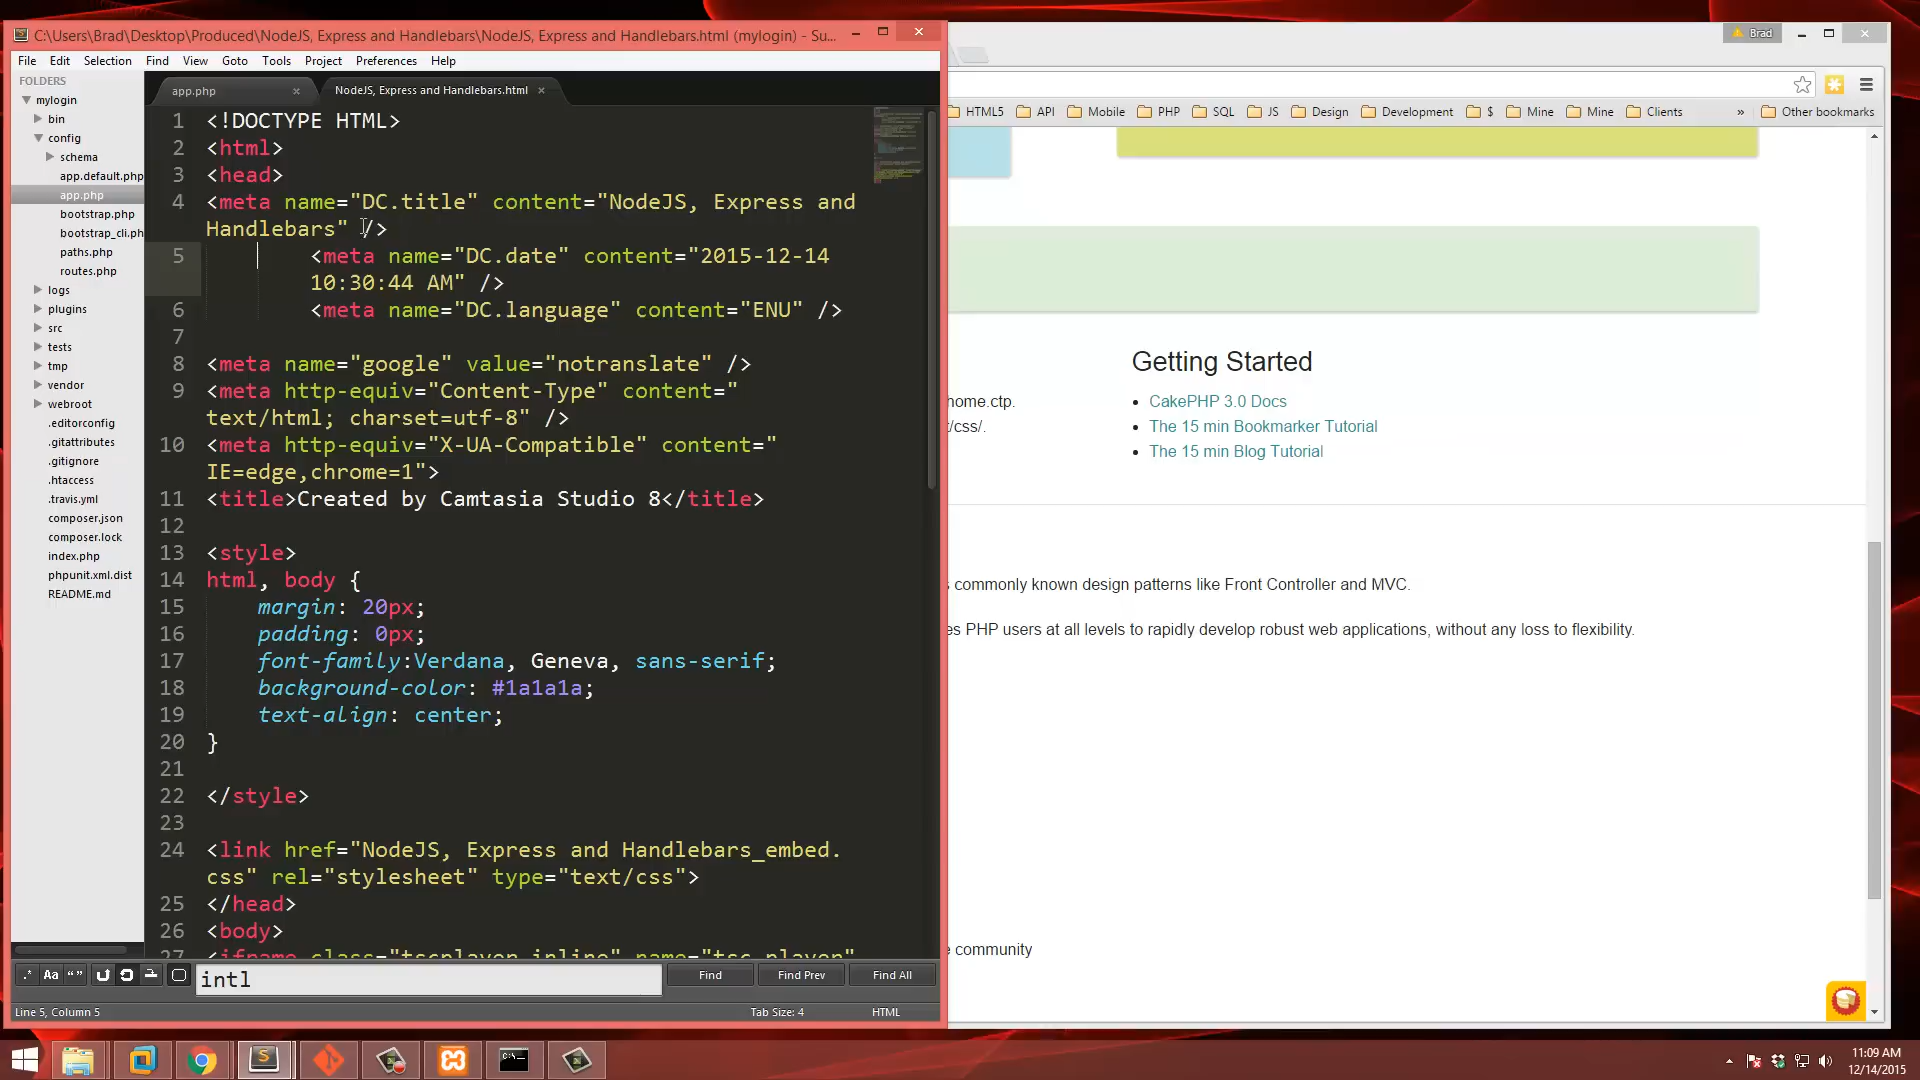 C:\Users\Brad\Desktop\Produced\NodeJS, Express and Handlebars\NodeJS, Express and Handlebars.html (mylogin) - Su...
File Edit Selection Find View Goto Tools Project Preferences Help
FOLDERS
mylogin
bin
config
schema
app.default.php
app.php
bootstrap.php
bootstrap_cli.ph
paths.php
routes.php
logs
plugins
src
tests
tmp
vendor
webroot
.editorconfig
.gitattributes
.gitignore
.htaccess
.travis.yml
composer.json
composer.lock
index.php
phpunit.xml.dist
README.md
app.php
NodeJS, Express and Handlebars.html
1 <!DOCTYPE HTML>
2 <html>
3 <head>
4 <meta name="DC.title" content="NodeJS, Express and
Handlebars" />
5 <meta name="DC.date" content="2015-12-14
10:30:44 AM" />
6 <meta name="DC.language" content="ENU" />
7
8 <meta name="google" value="notranslate" />
9 <meta http-equiv="Content-Type" content="
text/html; charset=utf-8" />
10 <meta http-equiv="X-UA-Compatible" content="
IE=edge,chrome=1">
11 <title>Created by Camtasia Studio 8</title>
12
13 <style>
14 html, body {
15 margin: 20px;
16 padding: 0px;
17 font-family:Verdana, Geneva, sans-serif;
18 background-color: #1a1a1a;
19 text-align: center;
20 }
21
22 </style>
23
24 <link href="NodeJS, Express and Handlebars_embed.
css" rel="stylesheet" type="text/css">
25 </head>
26 <body>
27 <iframe class="tscplayer_inline" name="tsc_player"
.* Aa “ ” intl Find Find Prev Find All
Line 5, Column 5 Tab Size: 4 HTML
Brad
HTML5 API Mobile PHP SQL JS Design Development $ Mine Mine Clients » Other bookmarks
Getting Started
home.ctp.
t/css/.
CakePHP 3.0 Docs
The 15 min Bookmarker Tutorial
The 15 min Blog Tutorial
s commonly known design patterns like Front Controller and MVC.
es PHP users at all levels to rapidly develop robust web applications, without any loss to flexibility.
e community
11:09 AM
12/14/2015